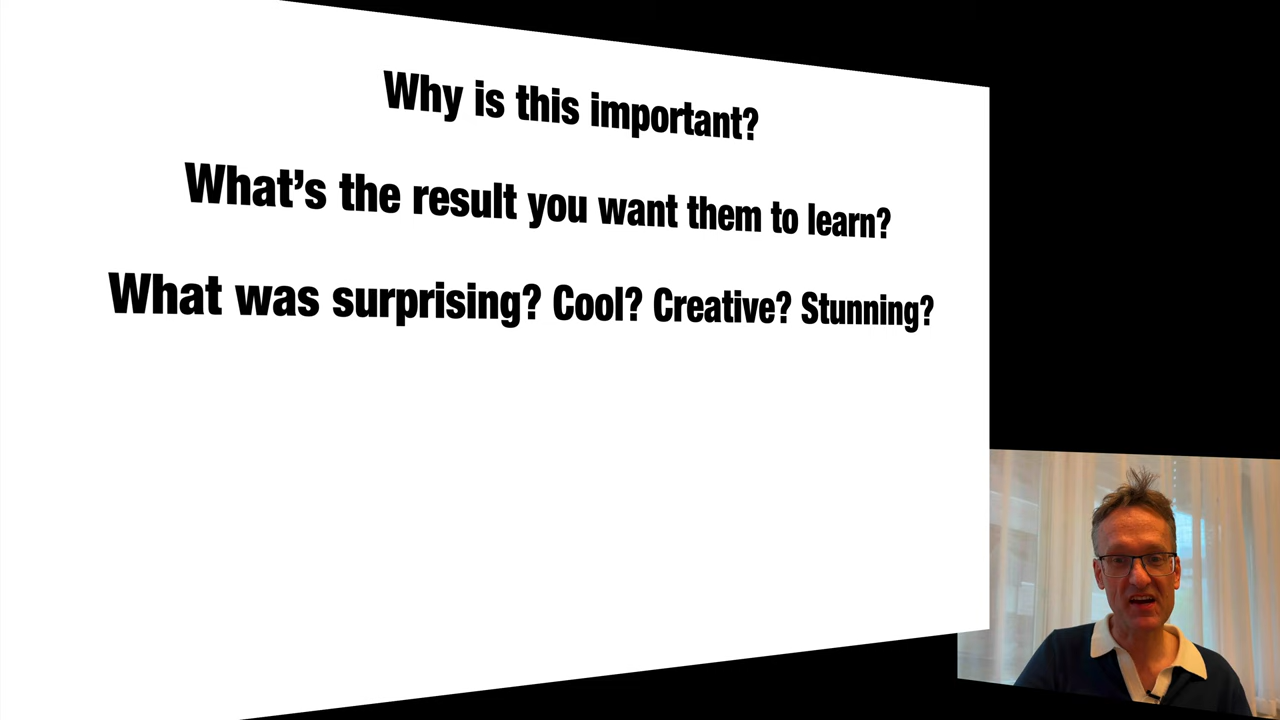 Why is this important?
What’s the result you want them to learn?
What was surprising? Cool? Creative? Stunning?